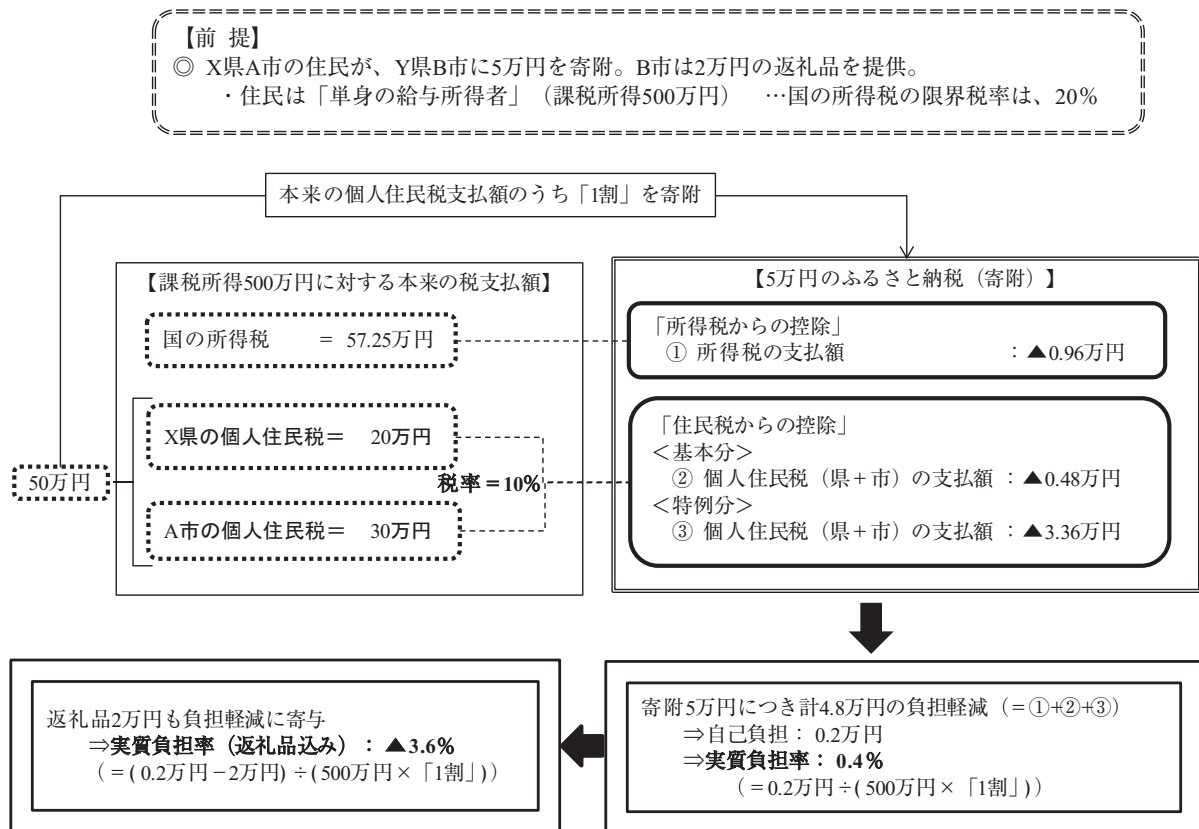 【前 提】
◎ X県A市の住民が、Y県B市に5万円を寄附。B市は2万円の返礼品を提供。
・住民は「単身の給与所得者」（課税所得500万円） …国の所得税の限界税率は、20%
本来の個人住民税支払額のうち「1割」を寄附
【課税所得500万円に対する本来の税支払額】
国の所得税 = 57.25万円
50万円
X県の個人住民税＝ 20万円
税率＝10%
A市の個人住民税＝ 30万円
【5万円のふるさと納税（寄附）】
「所得税からの控除」
① 所得税の支払額 ：▲0.96万円
「住民税からの控除」
＜基本分＞
② 個人住民税（県＋市）の支払額 ：▲0.48万円
＜特例分＞
③ 個人住民税（県＋市）の支払額 ：▲3.36万円
寄附5万円につき計4.8万円の負担軽減（＝①+②+③）
⇒自己負担：0.2万円
⇒実質負担率：0.4％
（＝0.2万円÷(500万円×「1割」)）
返礼品2万円も負担軽減に寄与
⇒実質負担率（返礼品込み）：▲3.6％
（＝(0.2万円−2万円)÷(500万円×「1割」)）